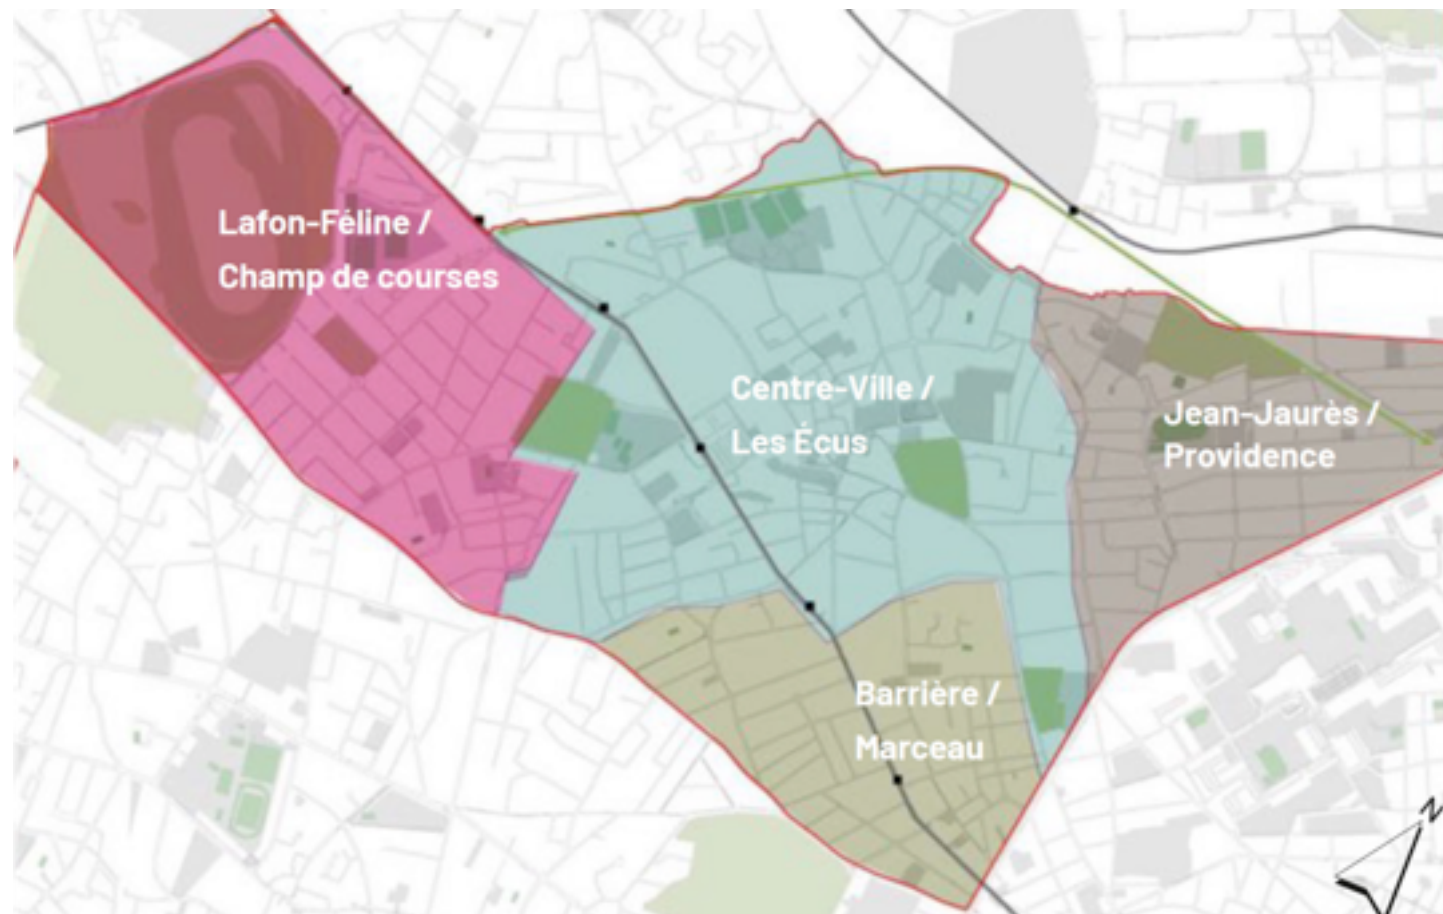 Lafon-Féline /
Champ de courses
Centre-Ville /
Les Écus
Jean-Jaurès /
Providence
Barrière /
Marceau
N